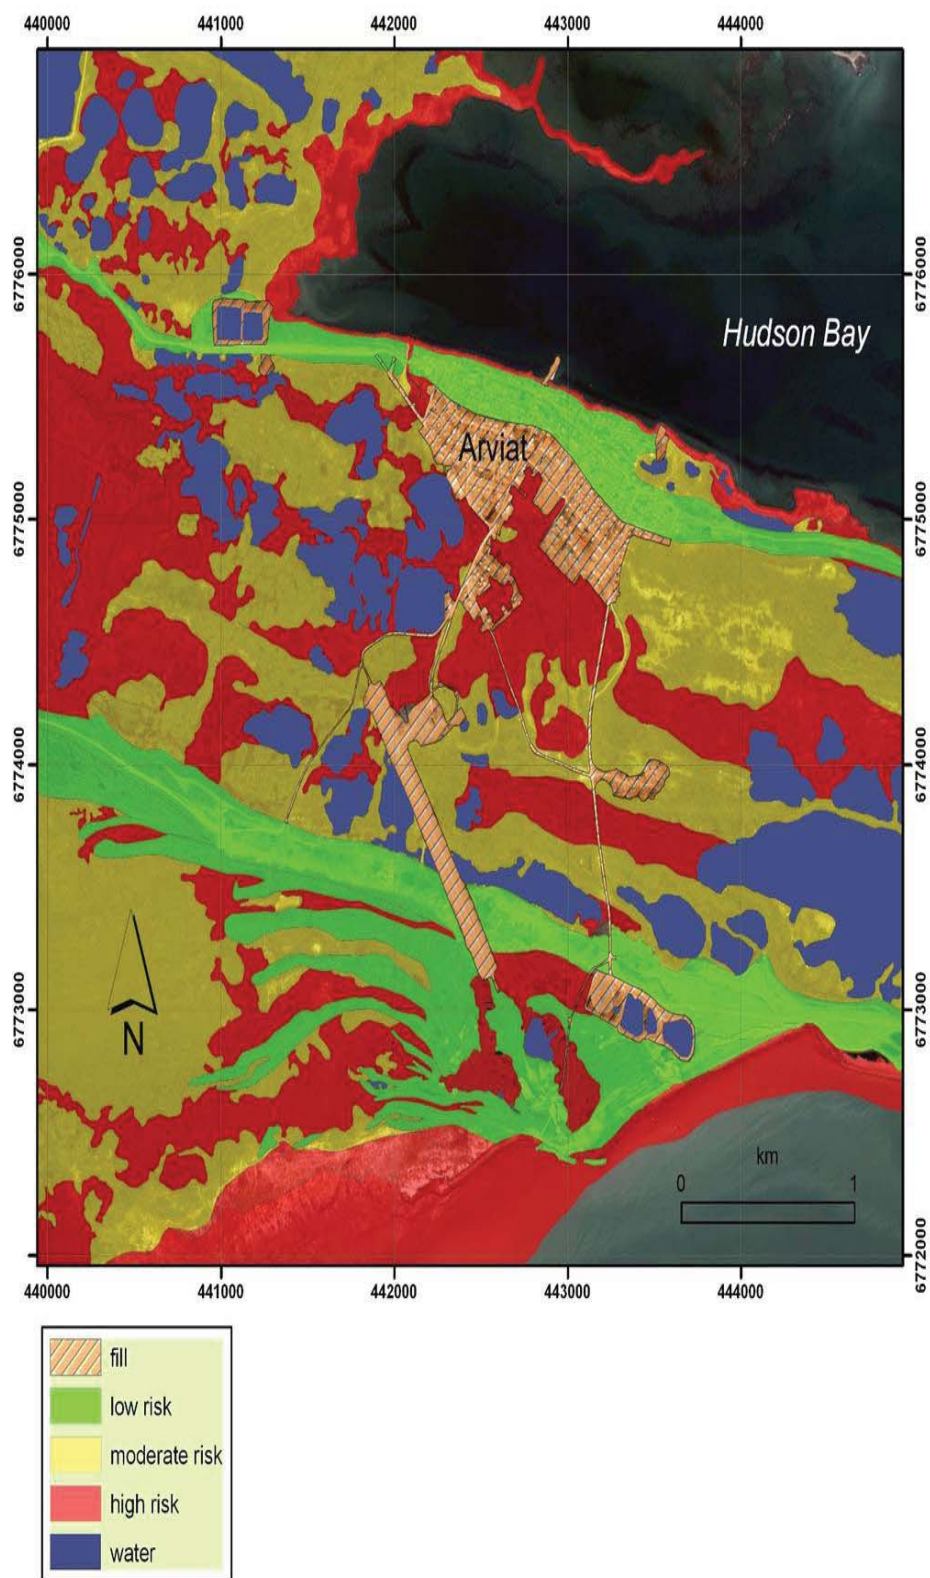 440000 441000 442000 443000 444000
6776000 6776000
Hudson Bay
Arviat
6775000 6775000
6774000 6774000
6773000 6773000
N
km
0 1
6772000
440000 441000 442000 443000 444000
fill
low risk
moderate risk
high risk
water